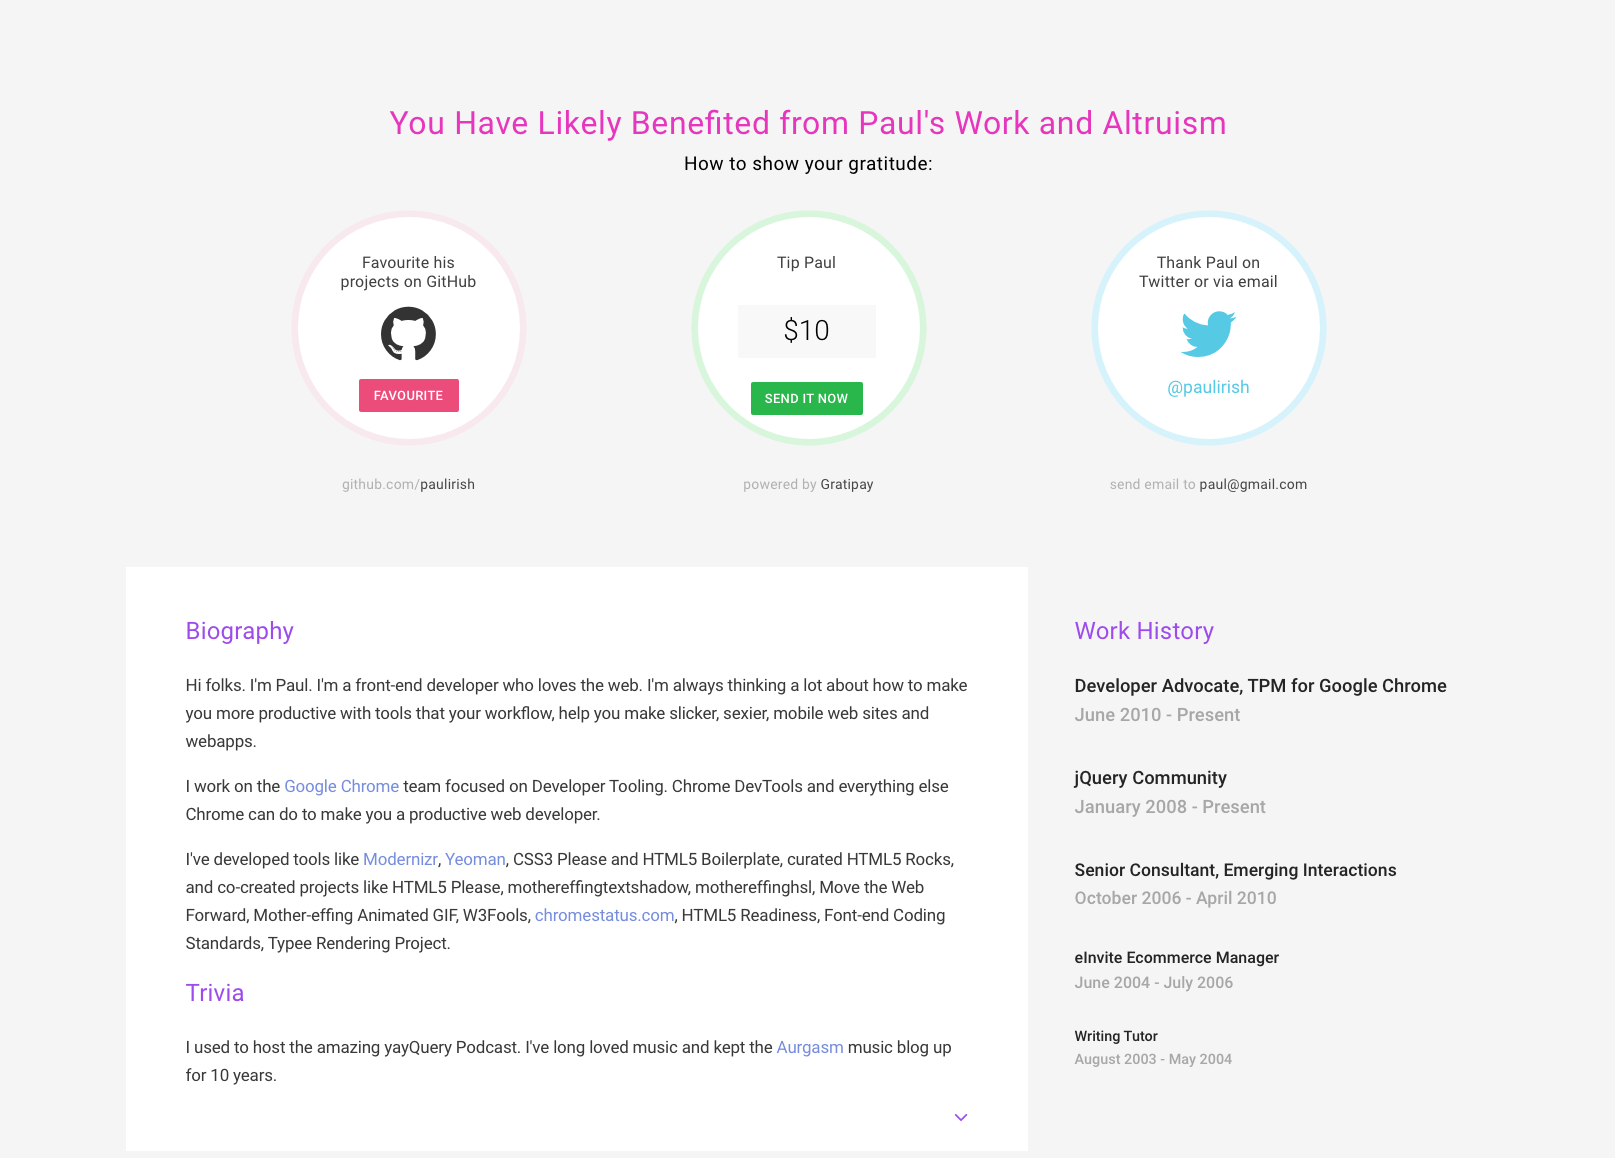 You Have Likely Benefited from Paul's Work and Altruism
How to show your gratitude:
Favourite his
projects on GitHub
FAVOURITE
github.com/paulirish
Tip Paul
$10
SEND IT NOW
powered by Gratipay
Thank Paul on
Twitter or via email
@paulirish
send email to paul@gmail.com
Biography
Hi folks. I'm Paul. I'm a front-end developer who loves the web. I'm always thinking a lot about how to make
you more productive with tools that your workflow, help you make slicker, sexier, mobile web sites and
webapps.
I work on the Google Chrome team focused on Developer Tooling. Chrome DevTools and everything else
Chrome can do to make you a productive web developer.
I've developed tools like Modernizr, Yeoman, CSS3 Please and HTML5 Boilerplate, curated HTML5 Rocks,
and co-created projects like HTML5 Please, mothereffingtextshadow, mothereffinghsl, Move the Web
Forward, Mother-effing Animated GIF, W3Fools, chromestatus.com, HTML5 Readiness, Font-end Coding
Standards, Typee Rendering Project.
Trivia
I used to host the amazing yayQuery Podcast. I've long loved music and kept the Aurgasm music blog up
for 10 years.
Work History
Developer Advocate, TPM for Google Chrome
June 2010 - Present
jQuery Community
January 2008 - Present
Senior Consultant, Emerging Interactions
October 2006 - April 2010
eInvite Ecommerce Manager
June 2004 - July 2006
Writing Tutor
August 2003 - May 2004